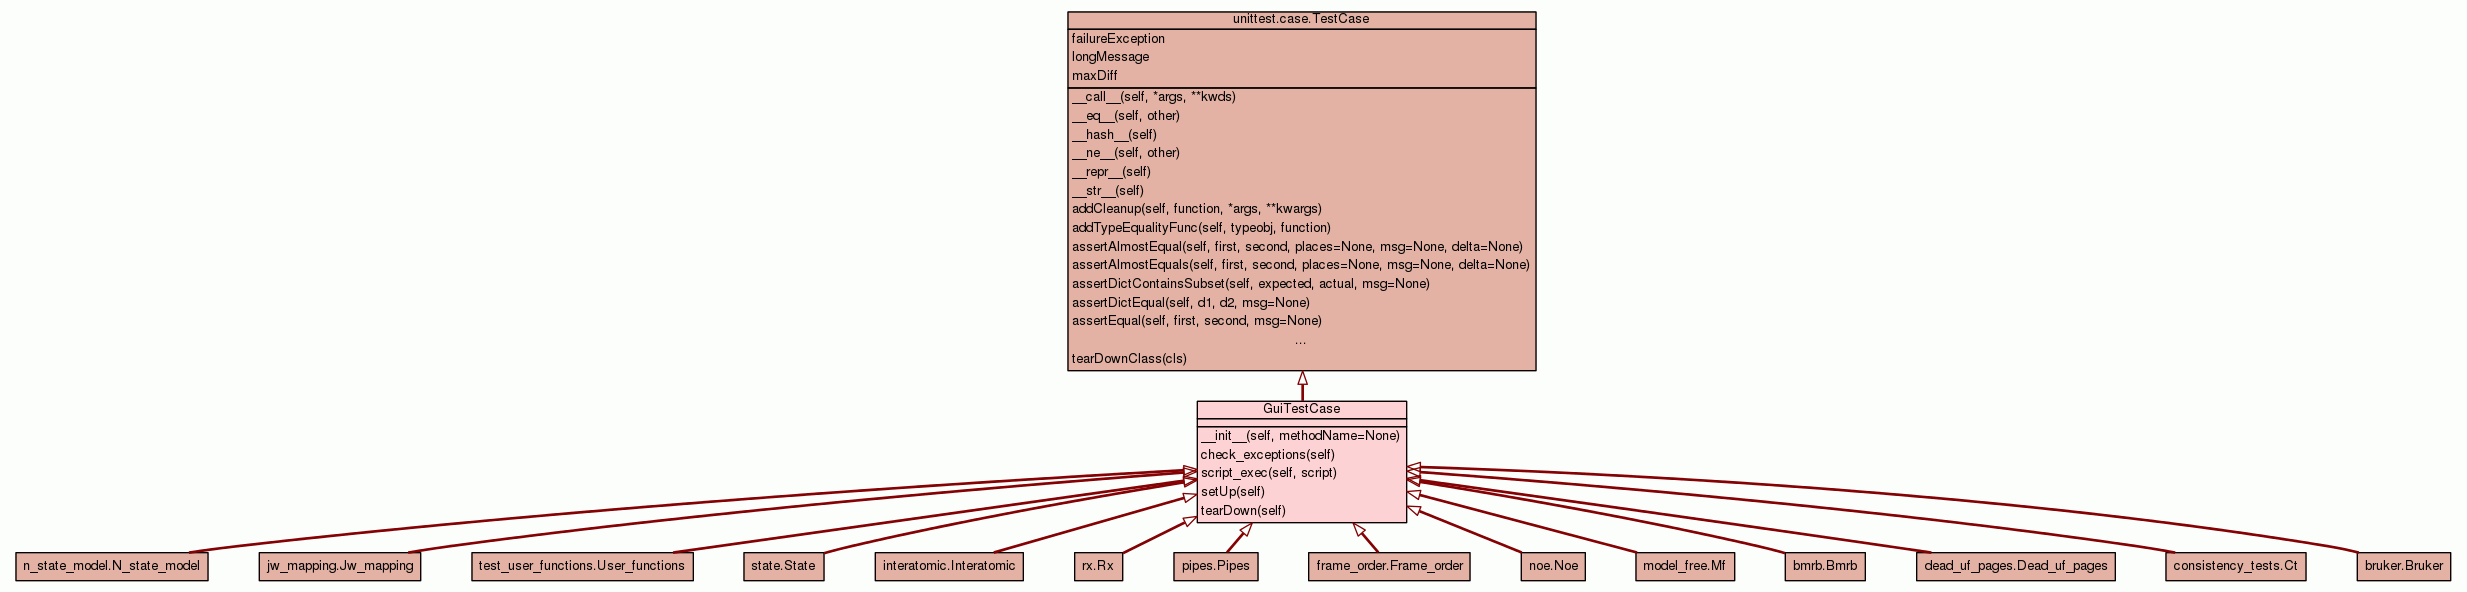 unittest.case.TestCase
failureException
longMessage
maxDiff
__call__(self, *args, **kwds)
__eq__(self, other)
__hash__(self)
__ne__(self, other)
__repr__(self)
__str__(self)
addCleanup(self, function, *args, **kwargs)
addTypeEqualityFunc(self, typeobj, function)
assertAlmostEqual(self, first, second, places=None, msg=None, delta=None)
assertAlmostEquals(self, first, second, places=None, msg=None, delta=None)
assertDictContainsSubset(self, expected, actual, msg=None)
assertDictEqual(self, d1, d2, msg=None)
assertEqual(self, first, second, msg=None)
...
tearDownClass(cls)
GuiTestCase
__init__(self, methodName=None)
check_exceptions(self)
script_exec(self, script)
setUp(self)
tearDown(self)
n_state_model.N_state_model
jw_mapping.Jw_mapping
test_user_functions.User_functions
state.State
interatomic.Interatomic
rx.Rx
pipes.Pipes
frame_order.Frame_order
noe.Noe
model_free.Mf
bmrb.Bmrb
dead_uf_pages.Dead_uf_pages
consistency_tests.Ct
bruker.Bruker